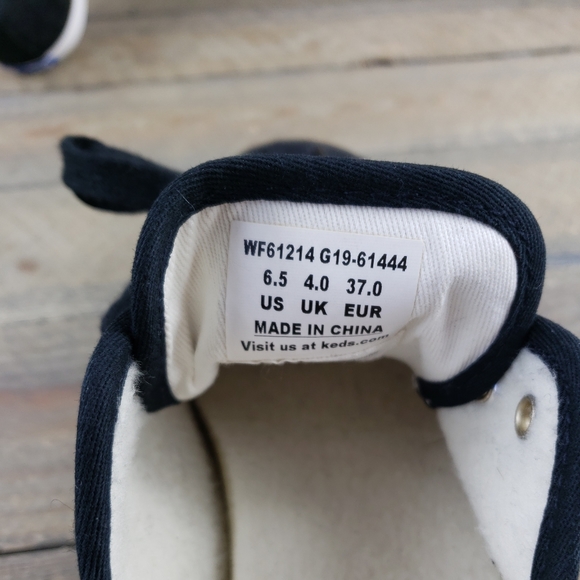 WF61214 G19-61444
6.5 4.0 37.0
US UK EUR
MADE IN CHINA
Visit us at keds.com